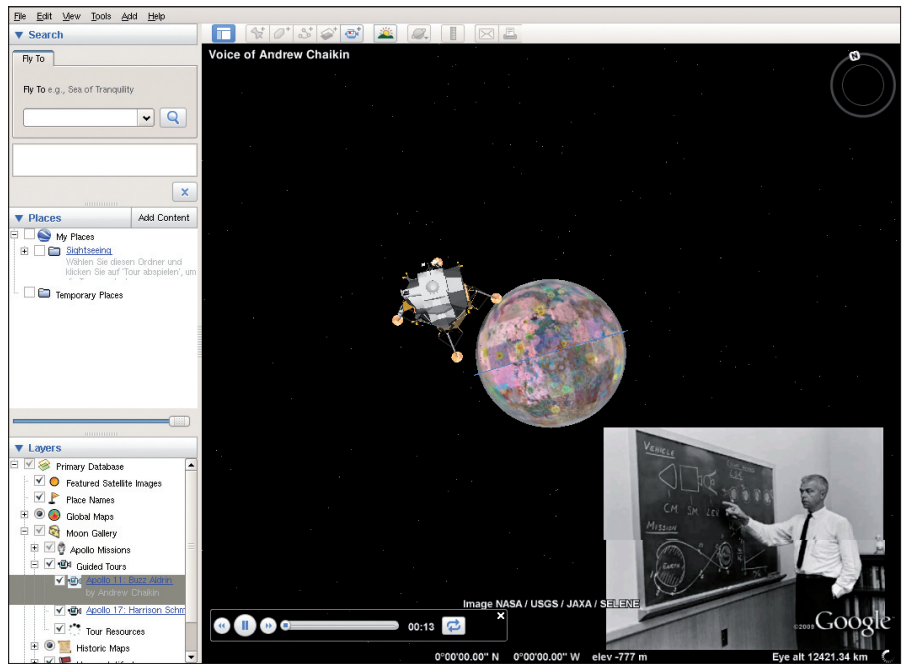 File Edit View Tools Add Help
Search
Fly To
Fly To e.g., Sea of Tranquility
Places
Add Content
My Places
Sightseeing
Wählen Sie diesen Ordner und
klicken Sie auf 'Tour abspielen', um
Temporary Places
Layers
Primary Database
Featured Satellite Images
Place Names
Global Maps
Moon Gallery
Apollo Missions
Guided Tours
Apollo 11: Buzz Aldrin
by Andrew Chaikin
Apollo 17: Harrison Schm
Tour Resources
Historic Maps
Voice of Andrew Chaikin
N
VEHICLE
CM SM LEV
MISSION
EARTH
Image NASA / USGS / JAXA / SELENE
©2009 Google
00:13
0°00'00.00" N 0°00'00.00" W elev -777 m Eye alt 12421.34 km